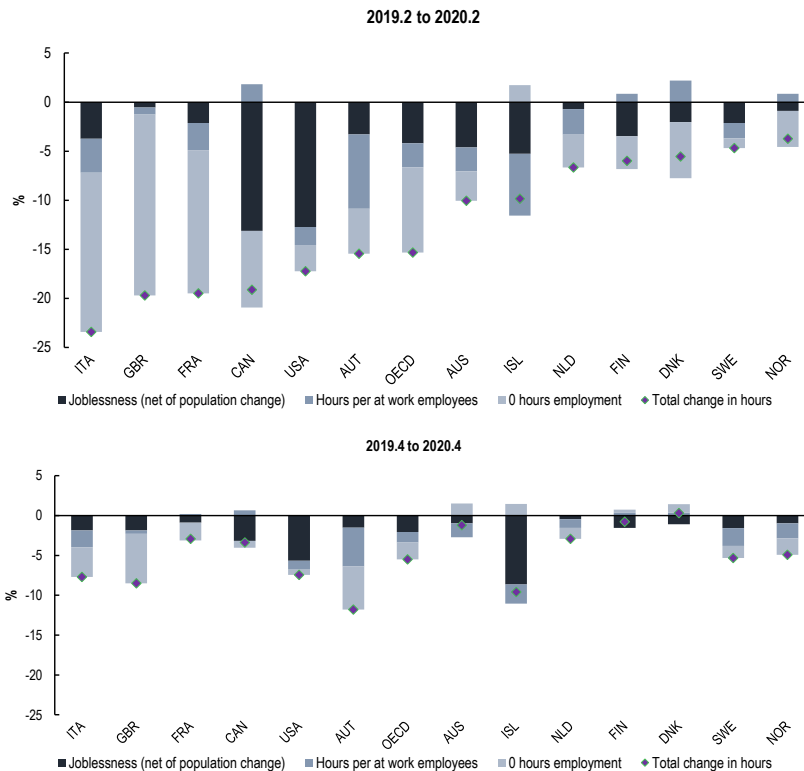 2019.2 to 2020.2
5
0
-5
-10
-15
-20
-25
%
ITA GBR FRA CAN USA AUT OECD AUS ISL NLD FIN DNK SWE NOR
Joblessness (net of population change) Hours per at work employees 0 hours employment Total change in hours
2019.4 to 2020.4
5
0
-5
-10
-15
-20
-25
%
ITA GBR FRA CAN USA AUT OECD AUS ISL NLD FIN DNK SWE NOR
Joblessness (net of population change) Hours per at work employees 0 hours employment Total change in hours